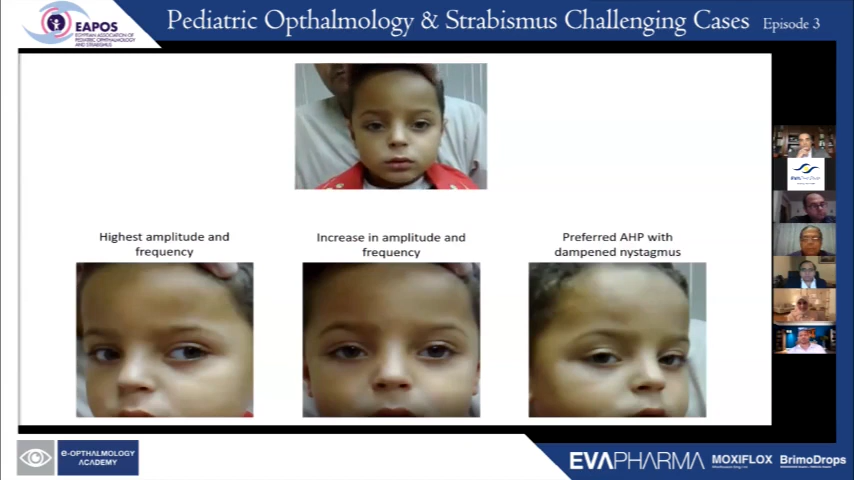 EAPOS
EGYPTIAN ASSOCIATION OF
PEDIATRIC OPHTHALMOLOGY
AND STRABISMUS
Pediatric Opthalmology & Strabismus Challenging Cases Episode 3
Highest amplitude and
frequency
Increase in amplitude and
frequency
Preferred AHP with
dampened nystagmus
e-OPTHALMOLOGY
ACADEMY
EVAPHARMA MOXIFLOX BrimoDrops